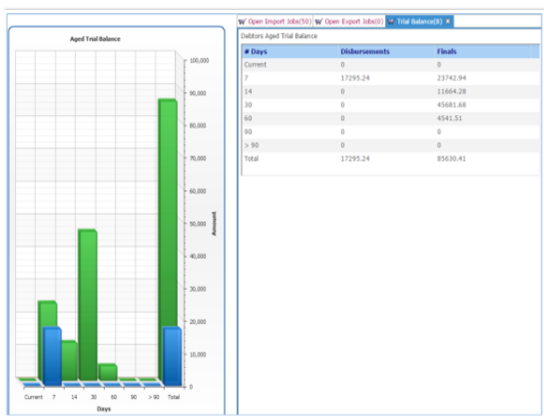 Open Import Jobs(50) Open Export Jobs(0) Trial Balance(8) ×
Debtors Aged Trial Balance
# Days Disbursements Finals
Current 0 0
7 17295.24 23742.94
14 0 11664.28
30 0 45681.68
60 0 4541.51
90 0 0
> 90 0 0
Total 17295.24 85630.41
Aged Trial Balance
100,000
90,000
80,000
70,000
60,000
50,000
40,000
30,000
20,000
10,000
0
Amount
Current 7 14 30 60 90 > 90 Total
Days